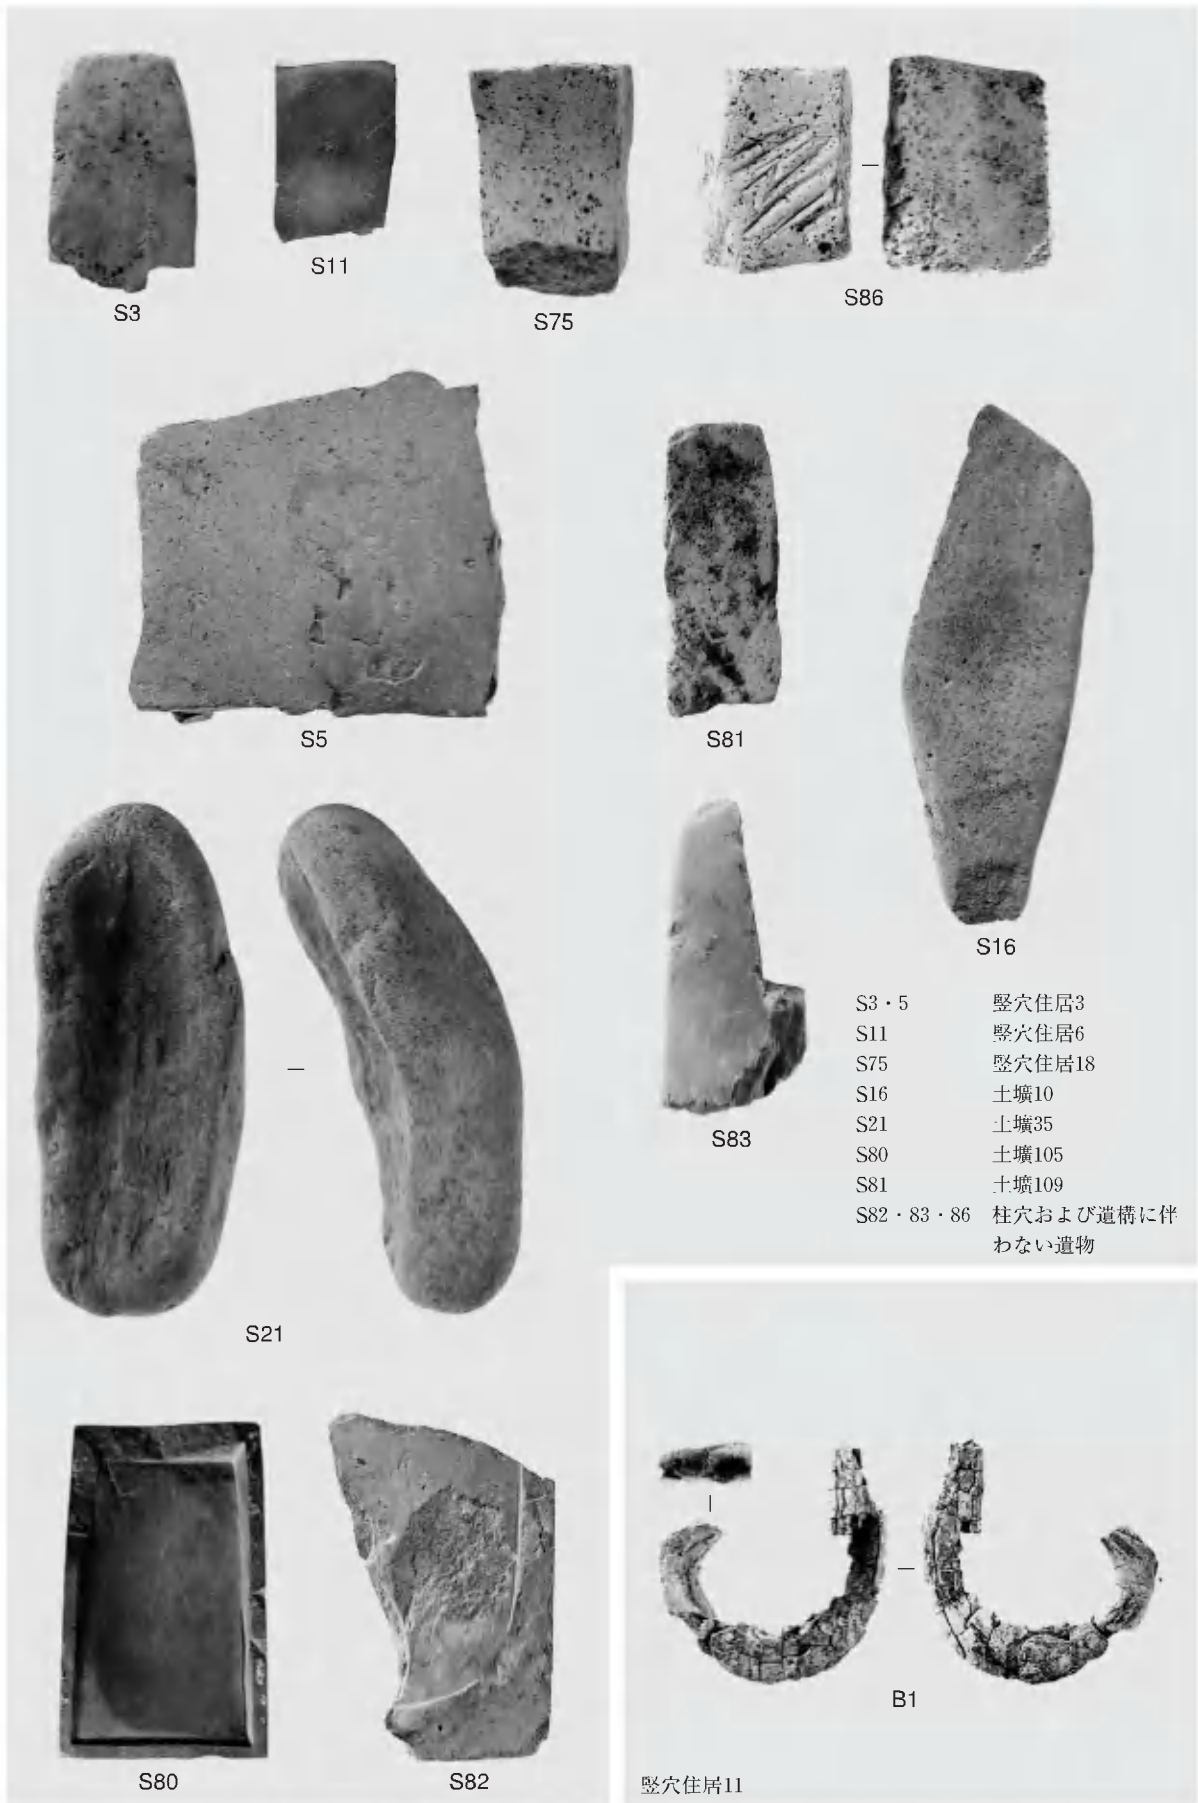 S3
S11
S75
S86
S5
S81
S16
S21
S83
S3・5 竪穴住居3
S11 竪穴住居6
S75 竪穴住居18
S16 土壙10
S21 土壙35
S80 土壙105
S81 土壙109
S82・83・86 柱穴および遺構に伴
わない遺物
S80
S82
B1
竪穴住居11